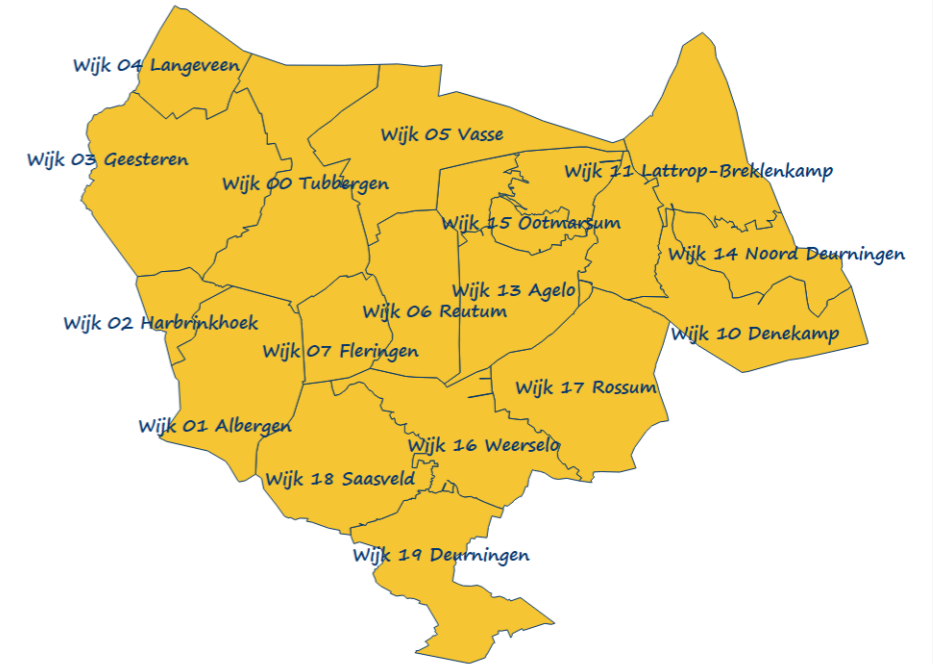 Wijk 04 Langeveen
Wijk 05 Vasse
Wijk 03 Geesteren
Wijk 11 Lattrop-Breklenkamp
Wijk 00 Tubbergen
Wijk 15 Ootmarsum
Wijk 14 Noord Deurningen
Wijk 13 Agelo
Wijk 06 Reutum
Wijk 02 Harbrinkhoek
Wijk 10 Denekamp
Wijk 07 Fleringen
Wijk 17 Rossum
Wijk 01 Albergen
Wijk 16 Weerselo
Wijk 18 Saasveld
Wijk 19 Deurningen